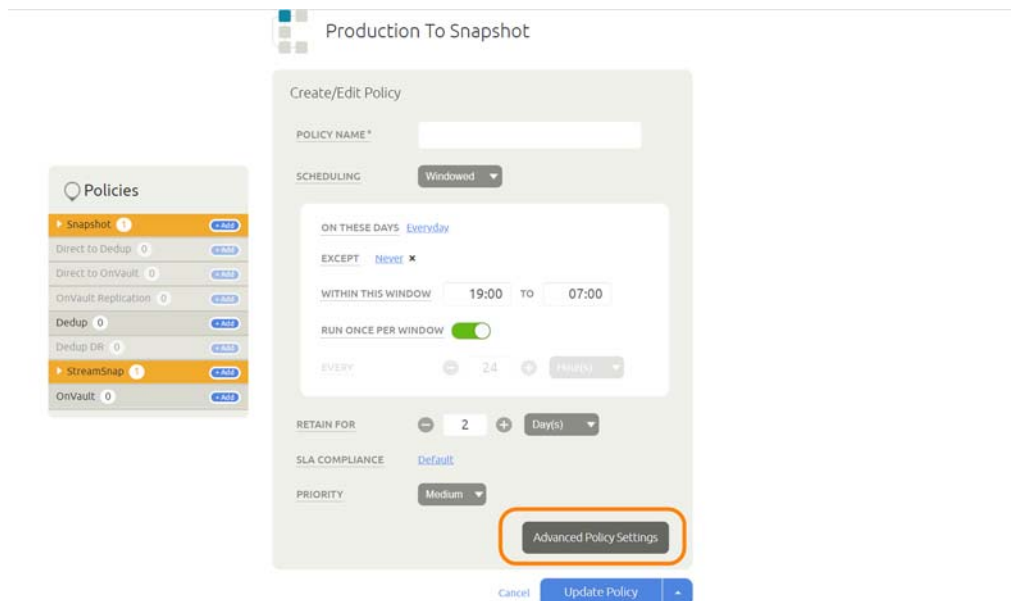 Production To Snapshot
Create/Edit Policy
POLICY NAME*
SCHEDULING Windowed
ON THESE DAYS Everyday
EXCEPT Never ×
WITHIN THIS WINDOW 19:00 TO 07:00
RUN ONCE PER WINDOW
EVERY 24 Hour(s)
RETAIN FOR 2 Day(s)
SLA COMPLIANCE Default
PRIORITY Medium
Advanced Policy Settings
Cancel Update Policy
Policies
Snapshot 1 +Add
Direct to Dedup 0 +Add
Direct to OnVault 0 +Add
OnVault Replication 0 +Add
Dedup 0 +Add
Dedup DR 0 +Add
StreamSnap 1 +Add
OnVault 0 +Add